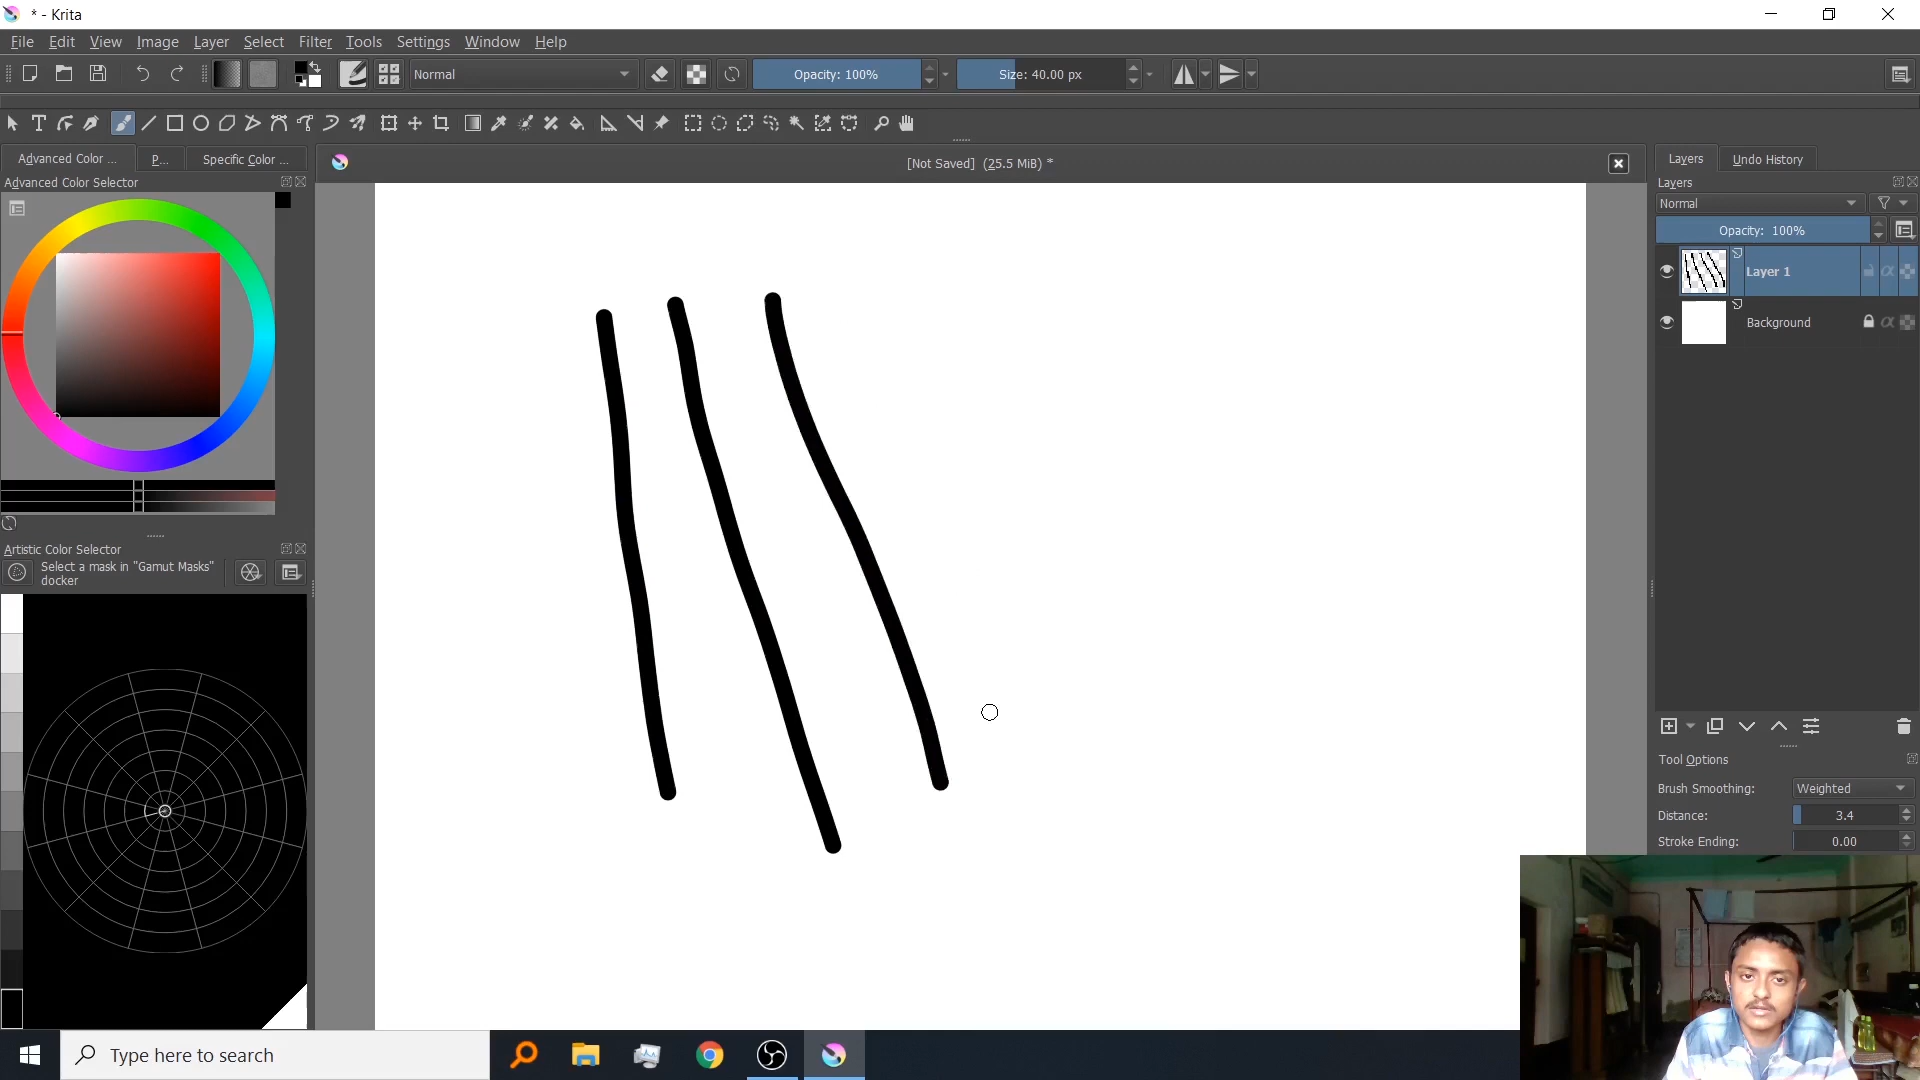 * - Krita
File Edit View Image Layer Select Filter Tools Settings Window Help
Normal
Opacity: 100%
Size: 40.00 px
Advanced Color ...
P...
Specific Color ...
[Not Saved] (25.5 MiB) *
Layers
Undo History
Advanced Color Selector
Layers
Normal
Opacity: 100%
Layer 1
Background
Artistic Color Selector
Select a mask in "Gamut Masks"
docker
Tool Options
Brush Smoothing: Weighted
Distance: 3.4
Stroke Ending: 0.00
Type here to search